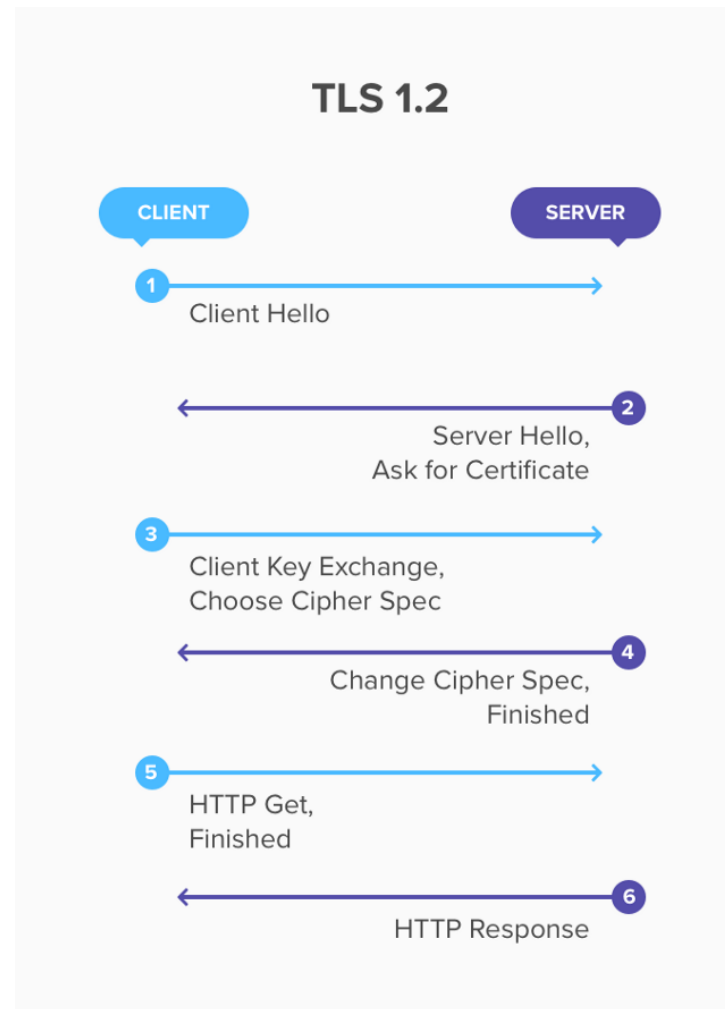 TLS 1.2
CLIENT
SERVER
1
Client Hello
2
Server Hello,
Ask for Certificate
3
Client Key Exchange,
Choose Cipher Spec
4
Change Cipher Spec,
Finished
5
HTTP Get,
Finished
6
HTTP Response